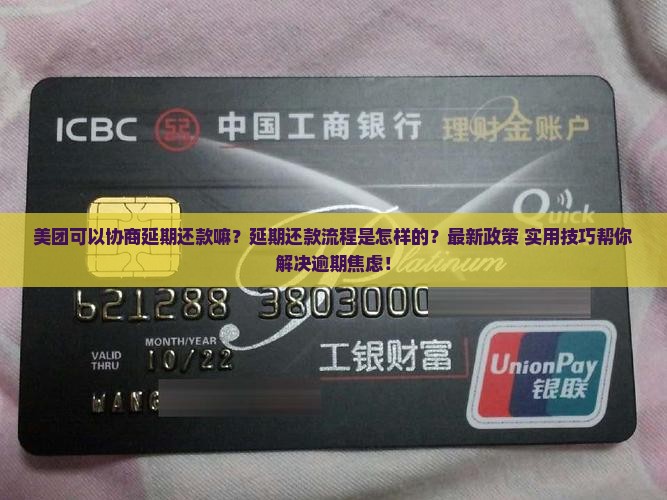 ICBC 中国工商银行 理财金账户
Quick
美团可以协商延期还款嘛？延期还款流程是怎样的？最新政策 实用技巧帮你
解决逾期焦虑！
Platinum
621288 3803000
VALID THRU MONTH/YEAR 10/22
工银财富
UnionPay
银联
WANG